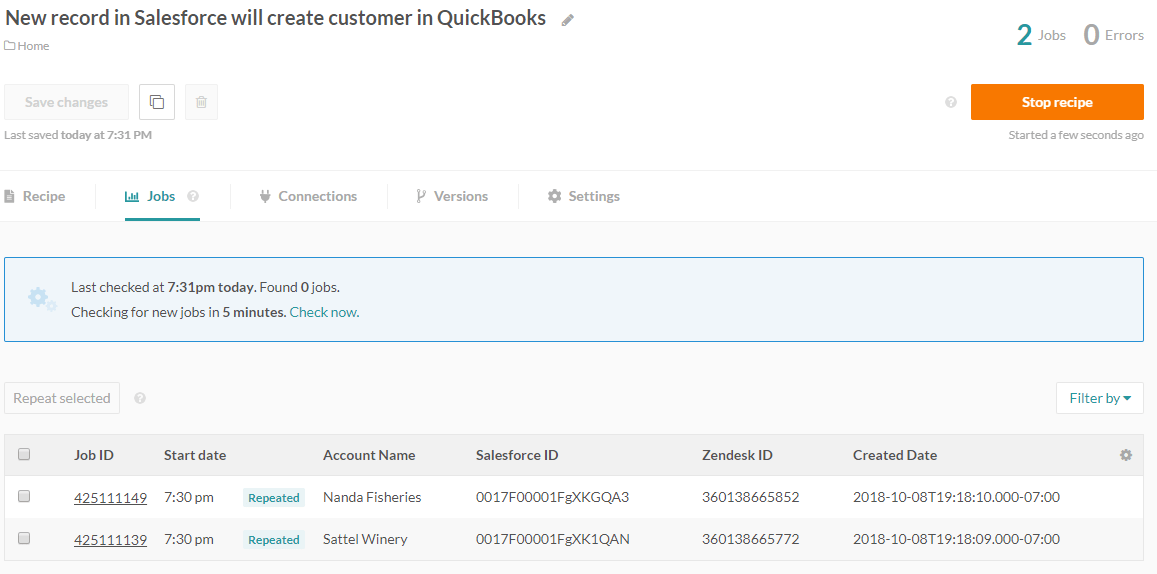 New record in Salesforce will create customer in QuickBooks
Home
2 Jobs 0 Errors
Save changes
Stop recipe
Last saved today at 7:31 PM
Started a few seconds ago
Recipe Jobs Connections Versions Settings
Last checked at 7:31pm today. Found 0 jobs.
Checking for new jobs in 5 minutes. Check now.
Repeat selected
Filter by
Job ID Start date Account Name Salesforce ID Zendesk ID Created Date
425111149 7:30 pm Repeated Nanda Fisheries 0017F00001FgXKGQA3 360138665852 2018-10-08T19:18:10.000-07:00
425111139 7:30 pm Repeated Sattel Winery 0017F00001FgXK1QAN 360138665772 2018-10-08T19:18:09.000-07:00